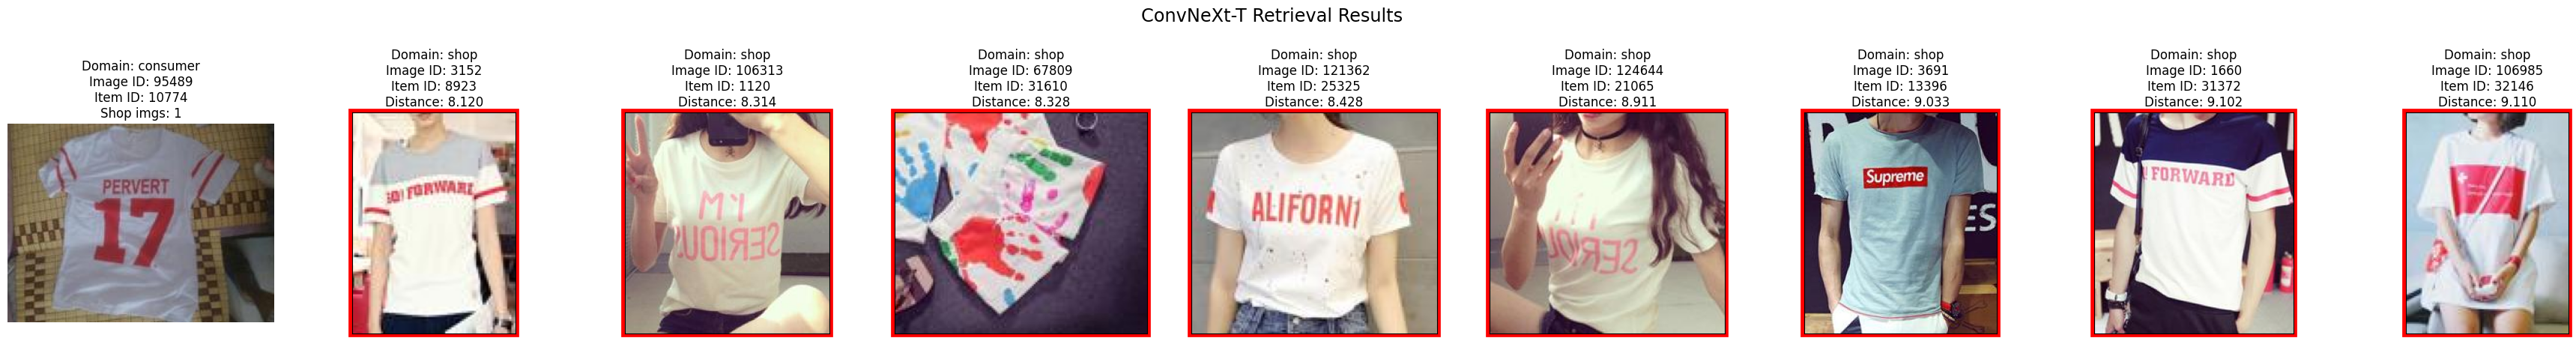 ConvNeXt-T Retrieval Results
Domain: consumer
Image ID: 95489
Item ID: 10774
Shop imgs: 1
PERVERT
17
Domain: shop
Image ID: 3152
Item ID: 8923
Distance: 8.120
GO! FORWARD
Domain: shop
Image ID: 106313
Item ID: 1120
Distance: 8.314
I'M
SERIOUS
Domain: shop
Image ID: 67809
Item ID: 31610
Distance: 8.328
Domain: shop
Image ID: 121362
Item ID: 25325
Distance: 8.428
ALIFORN
Domain: shop
Image ID: 124644
Item ID: 21065
Distance: 8.911
SERIOUS
Domain: shop
Image ID: 3691
Item ID: 13396
Distance: 9.033
Supreme
ES
Domain: shop
Image ID: 1660
Item ID: 31372
Distance: 9.102
FORWARD
Domain: shop
Image ID: 106985
Item ID: 32146
Distance: 9.110